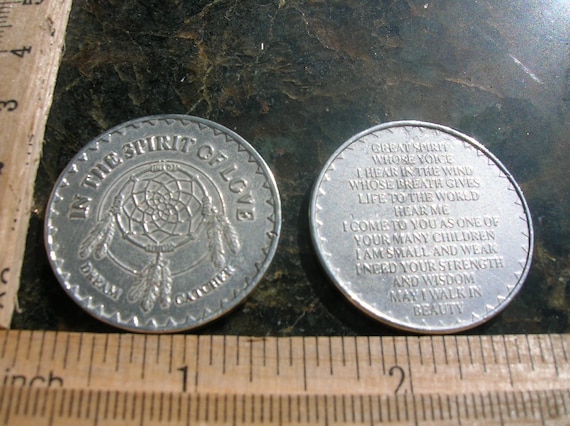 IN THE SPIRIT OF LOVE
DREAM CATCHER
GREAT SPIRIT
WHOSE VOICE
I HEAR IN THE WIND
WHOSE BREATH GIVES
LIFE TO THE WORLD
HEAR ME
I COME TO YOU AS ONE OF
YOUR MANY CHILDREN
I AM SMALL AND WEAK
I NEED YOUR STRENGTH
AND WISDOM
MAY I WALK IN
BEAUTY
4
3
2
inch
1
2